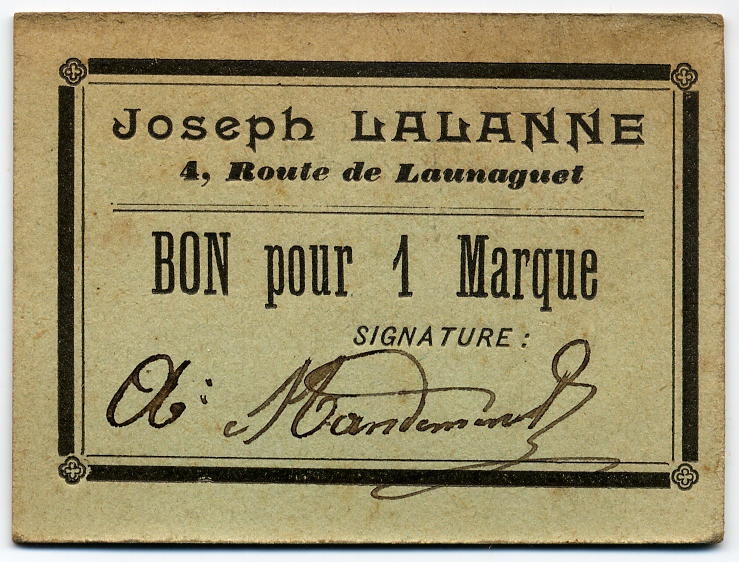 Joseph LALANNE
4, Route de Launaguet
BON pour 1 Marque
SIGNATURE :